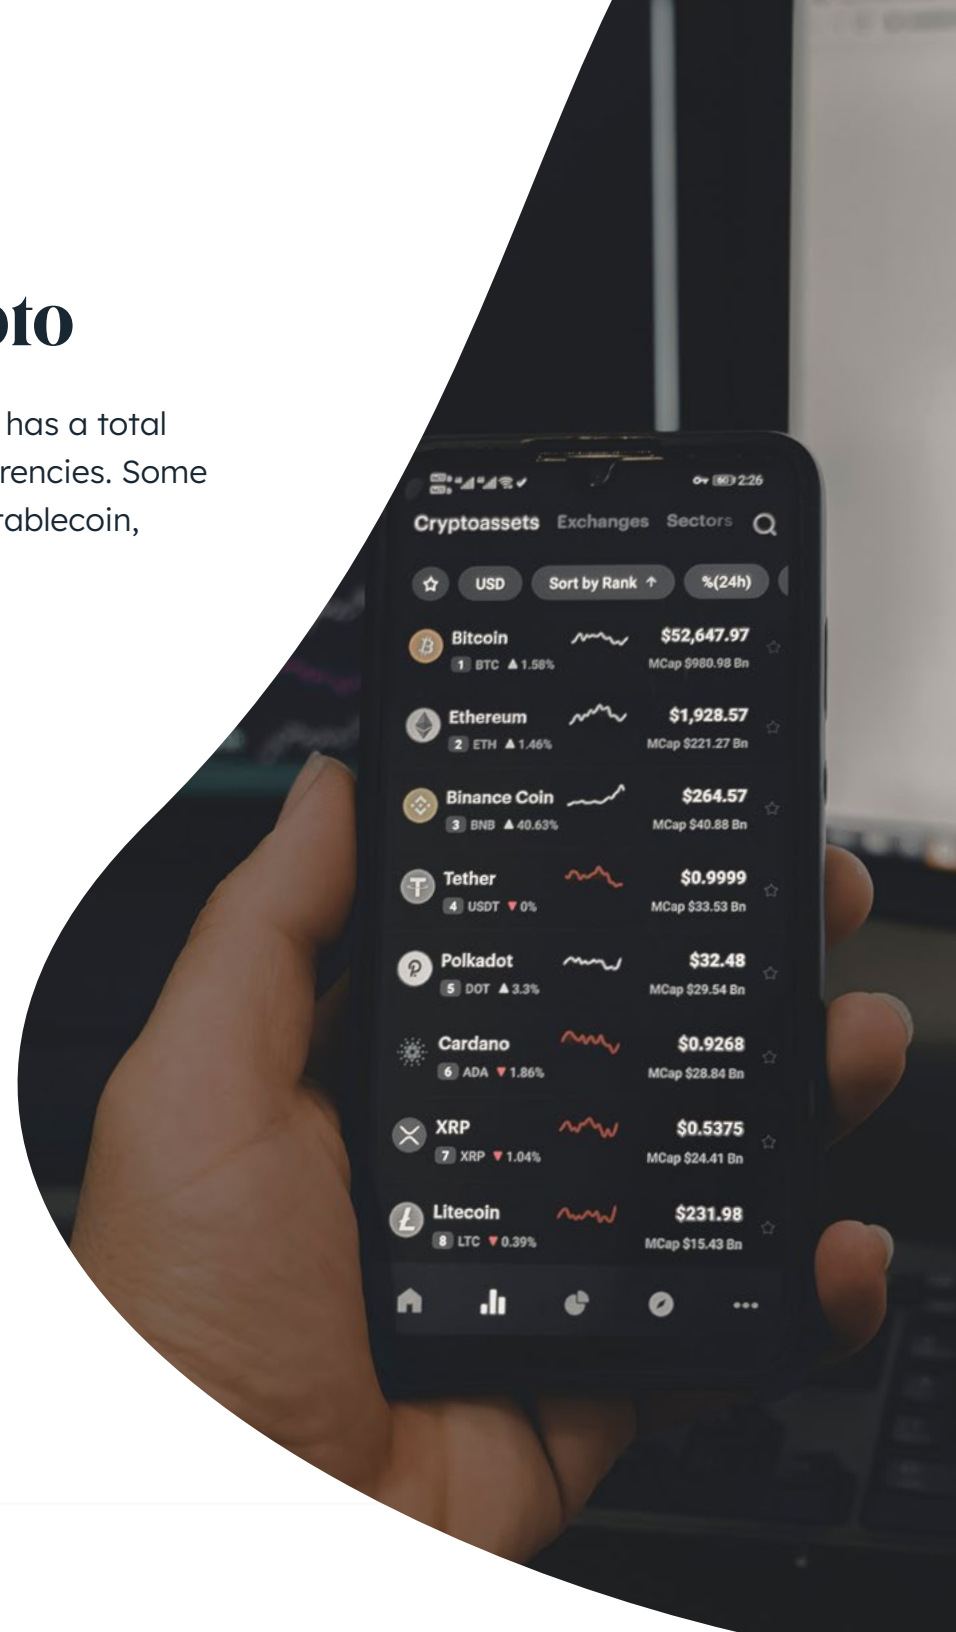 pto
has a total
rencies. Some
tablecoin,
2:26
Cryptoassets Exchanges Sectors
USD Sort by Rank ↑ %(24h)
Bitcoin $52,647.97
1 BTC ▲ 1.58% MCap $980.98 Bn
Ethereum $1,928.57
2 ETH ▲ 1.46% MCap $221.27 Bn
Binance Coin $264.57
3 BNB ▲ 40.63% MCap $40.88 Bn
Tether $0.9999
4 USDT ▼ 0% MCap $33.53 Bn
Polkadot $32.48
5 DOT ▲ 3.3% MCap $29.54 Bn
Cardano $0.9268
6 ADA ▼ 1.86% MCap $28.84 Bn
XRP $0.5375
7 XRP ▼ 1.04% MCap $24.41 Bn
Litecoin $231.98
8 LTC ▼ 0.39% MCap $15.43 Bn